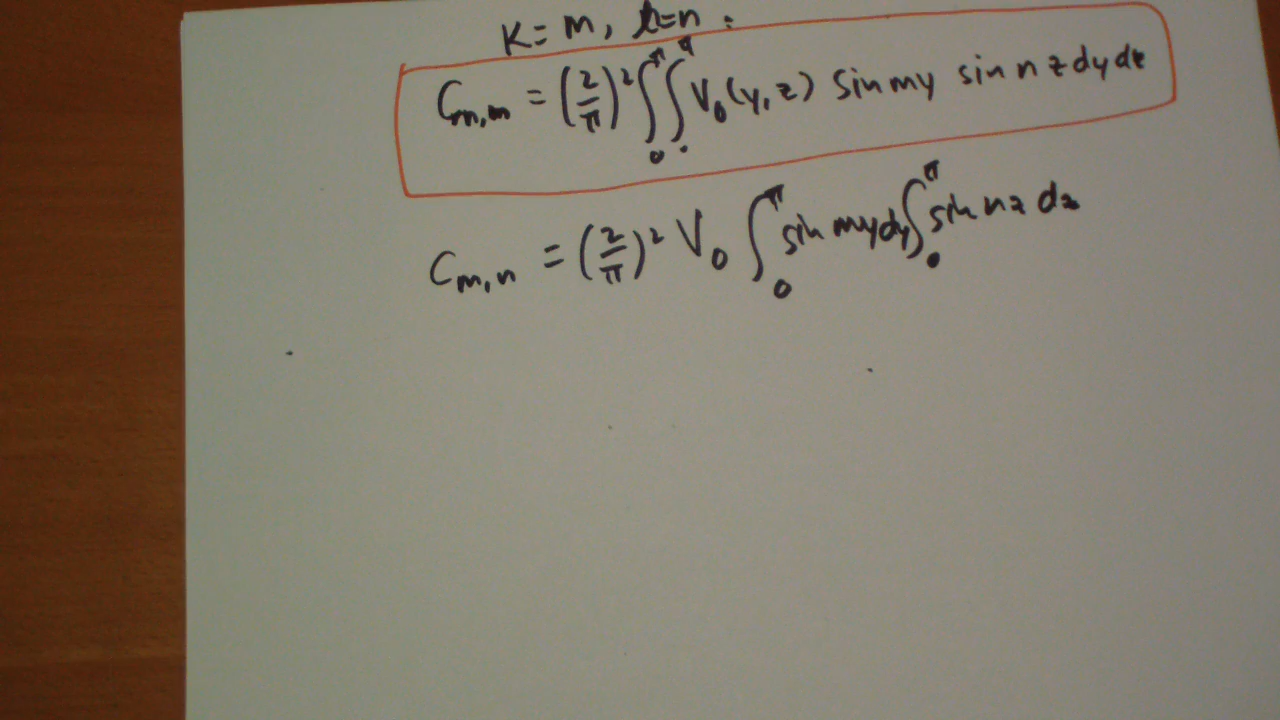 K = m, l = n :
C_{m,n} = (2/π)² ∫₀^π ∫₀^π V₀(y,z) sin my sin nz dy dz
C_{m,n} = (2/π)² V₀ ∫₀^π sin my dy ∫₀^π sin nz dz